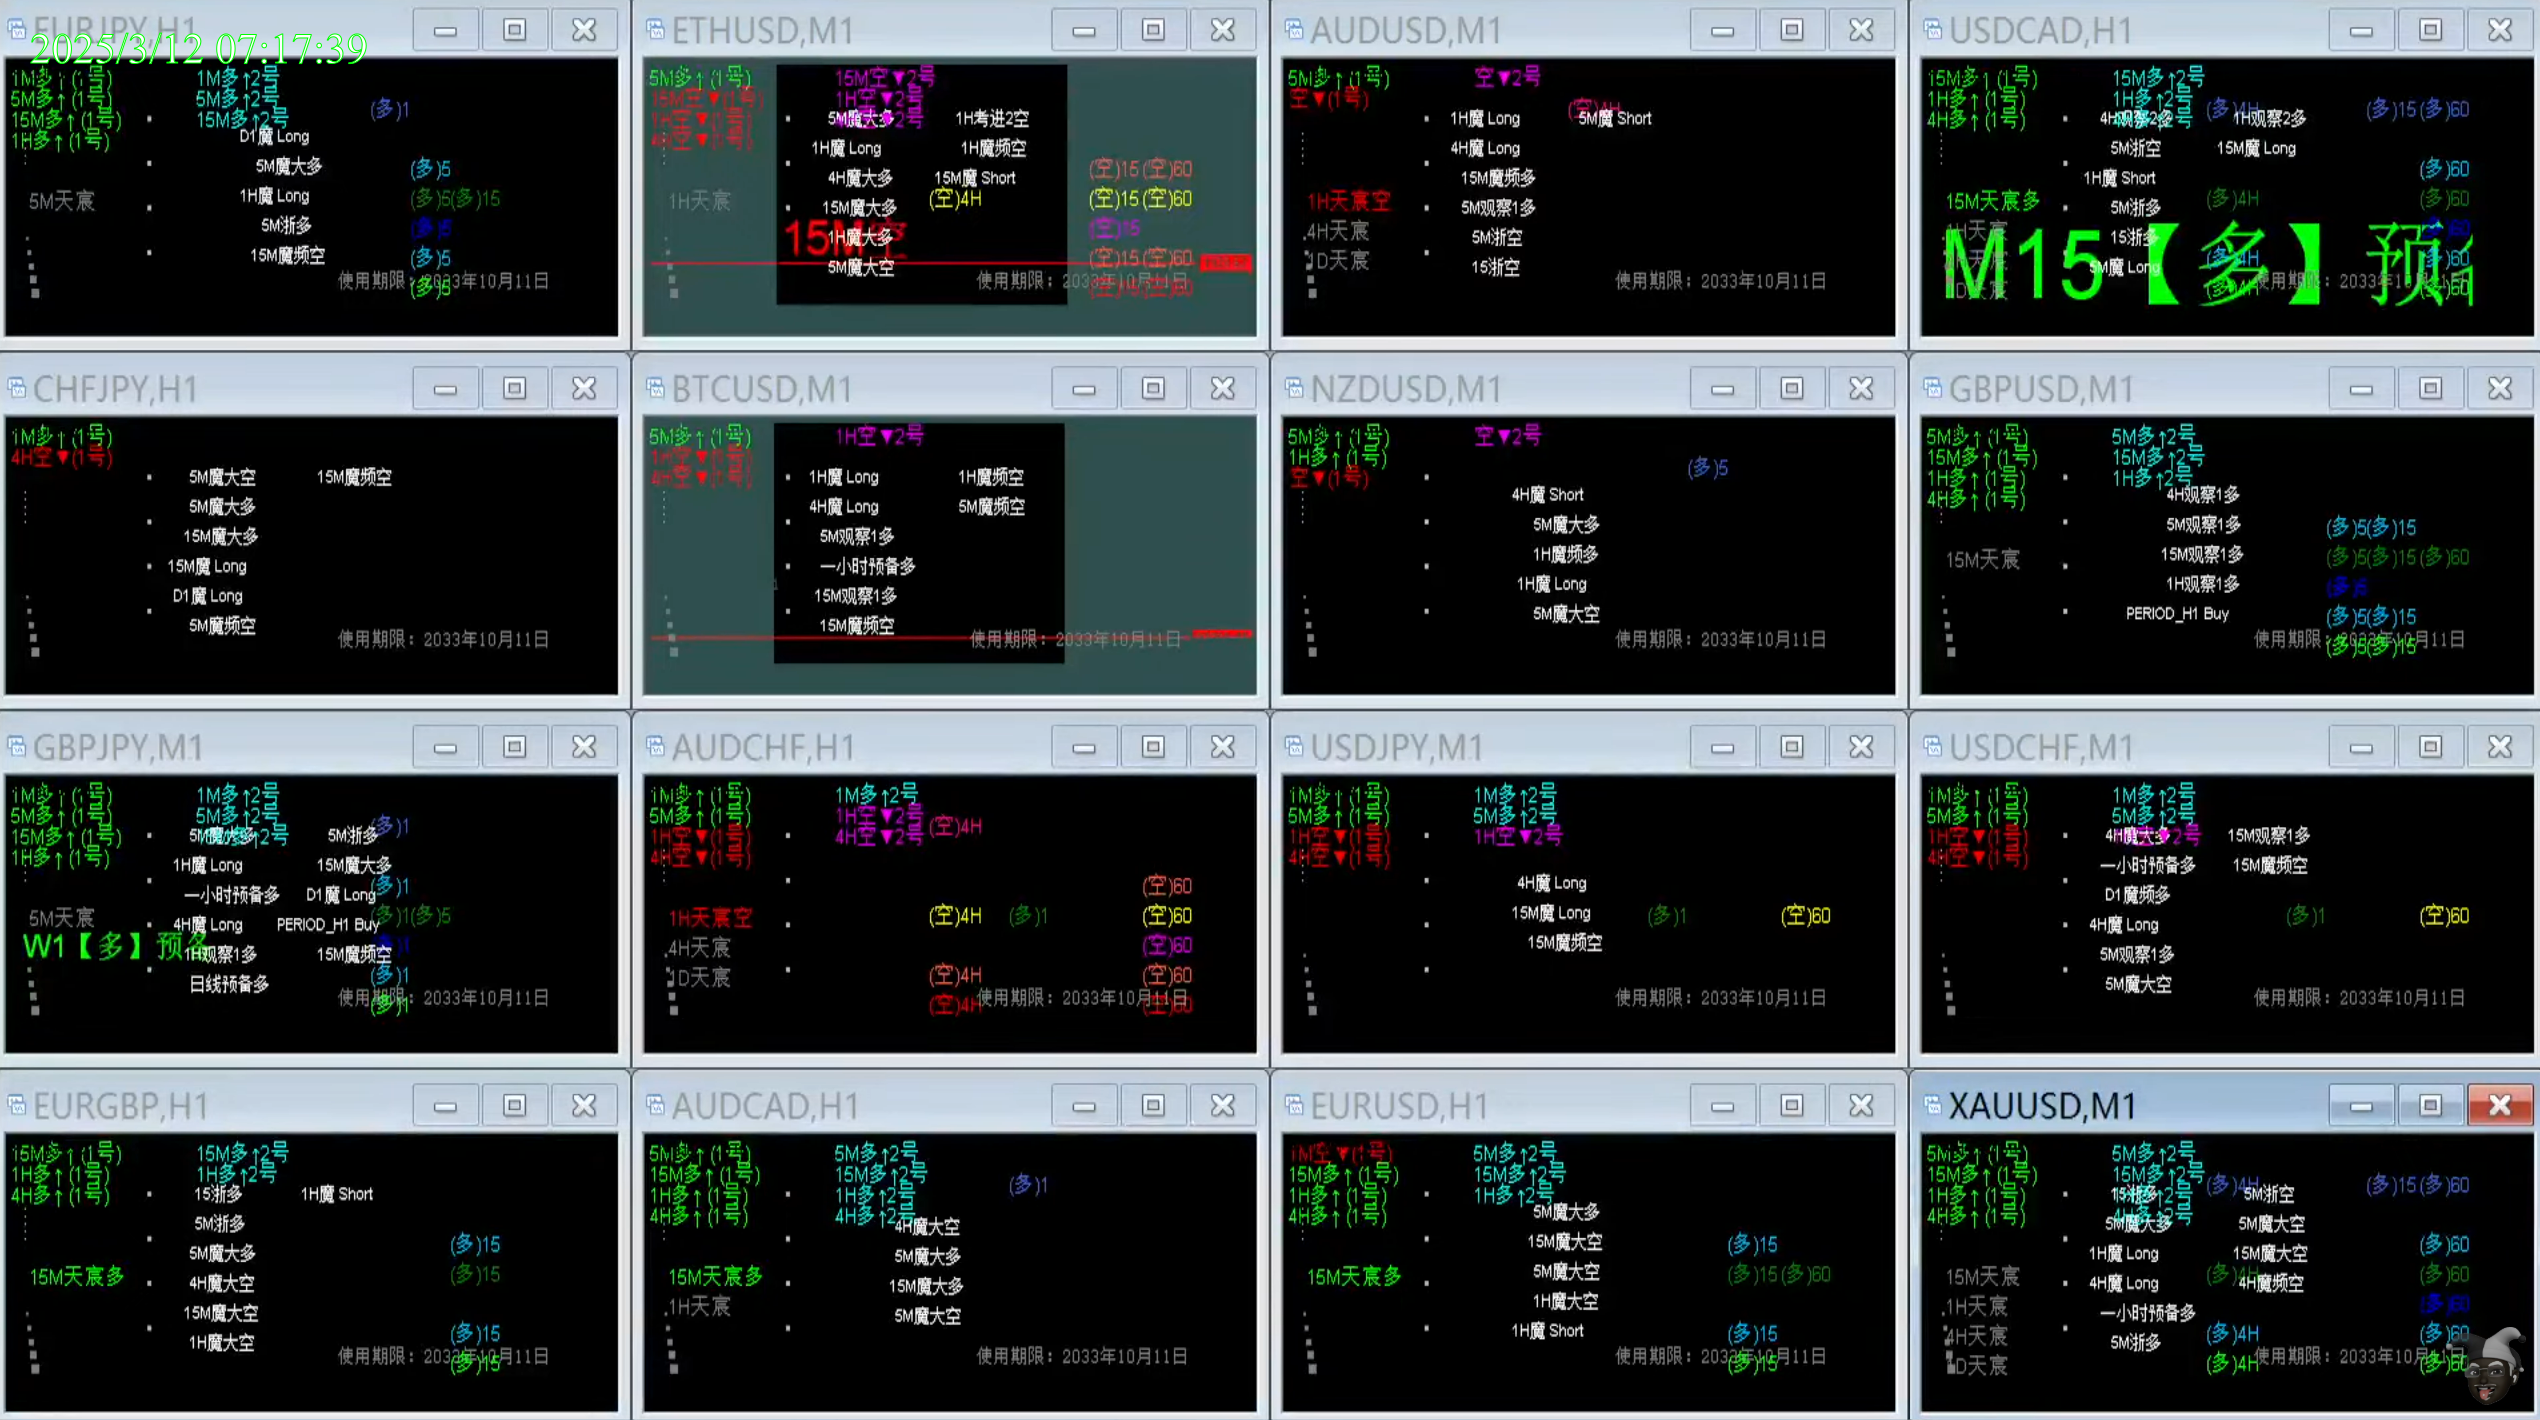 EURJPY,H1
2025/3/12 07:17:39
1M多↑(1号) 1M多↑2号
5M多↑(1号) 5M多↑2号 (多)1
15M多↑(1号) 15M多↑2号
1H多↑(1号) D1魔 Long
5M魔大多 (多)5
5M天宸 1H魔 Long (多)5(多)15
5M浙多 (多)5
15M魔频空 (多)5
使用期限：2033年10月11日
(多)5
ETHUSD,M1
5M多↑(1号) 15M空▼2号
15M空▼(1号) 1H空▼2号
1H空▼(1号) 5M魔大多 1H考进2空
4H空▼(1号) 1H魔 Long 1H魔频空
4H魔大多 15M魔 Short (空)15(空)60
1H天宸 15M魔大多 (空)4H (空)15(空)60
15M空 1H魔大多 (空)15
5M魔大空 (空)15(空)60
使用期限：2033年10月11日
AUDUSD,M1
5M多↑(1号) 空▼2号
空▼(1号) (空)4H
1H魔 Long 5M魔 Short
4H魔 Long
15M魔频多
1H天宸空 5M观察1多
4H天宸 5M浙空
1D天宸 15浙空
使用期限：2033年10月11日
USDCAD,H1
15M多↑(1号) 15M多↑2号
1H多↑(1号) 1H多↑2号 (多)4H (多)15(多)60
4H多↑(1号) 4H观察2多 1H观察2多
5M浙空 15M魔 Long
1H魔 Short (多)60
15M天宸多 5M浙多 (多)4H (多)60
4H天宸 15浙多
M15【多】预备
5M魔 Long (多)4H (多)60
使用期限：2033年10月11日
CHFJPY,H1
1M多↑(1号)
4H空▼(1号)
5M魔大空 15M魔频空
5M魔大多
15M魔大多
15M魔 Long
D1魔 Long
5M魔频空
使用期限：2033年10月11日
BTCUSD,M1
5M多↑(1号) 1H空▼2号
1H空▼(1号)
4H空▼(1号) 1H魔 Long 1H魔频空
4H魔 Long 5M魔频空
5M观察1多
一小时预备多
15M观察1多
15M魔频空
使用期限：2033年10月11日
NZDUSD,M1
5M多↑(1号) 空▼2号
1H多↑(1号) (多)5
空▼(1号)
4H魔 Short
5M魔大多
1H魔频多
1H魔 Long
5M魔大空
使用期限：2033年10月11日
GBPUSD,M1
5M多↑(1号) 5M多↑2号
15M多↑(1号) 15M多↑2号
1H多↑(1号) 1H多↑2号
4H多↑(1号) 4H观察1多
5M观察1多 (多)5(多)15
15M天宸 15M观察1多 (多)5(多)15(多)60
1H观察1多 (多)5
PERIOD_H1 Buy (多)5(多)15
使用期限：2033年10月11日
(多)5(多)15
GBPJPY,M1
1M多↑(1号) 1M多↑2号
5M多↑(1号) 5M多↑2号 (多)1
15M多↑(1号) 5M魔大多 5M浙多
1H多↑(1号) 1H魔 Long 15M魔大多
一小时预备多 D1魔 Long (多)1
5M天宸 4H魔 Long PERIOD_H1 Buy (多)1(多)5
W1【多】预备
1H观察1多 15M魔频空
日线预备多 (多)1
使用期限：2033年10月11日
(多)1
AUDCHF,H1
1M多↑(1号) 1M多↑2号
5M多↑(1号) 1H空▼2号 (空)4H
1H空▼(1号) 4H空▼2号
4H空▼(1号)
(空)60
1H天宸空 (空)4H (多)1 (空)60
4H天宸 (空)60
1D天宸 (空)4H (空)60
使用期限：2033年10月11日
(空)4H (空)60
USDJPY,M1
1M多↑(1号) 1M多↑2号
5M多↑(1号) 5M多↑2号
1H空▼(1号) 1H空▼2号
4H空▼(1号)
4H魔 Long
15M魔 Long (多)1 (空)60
15M魔频空
使用期限：2033年10月11日
USDCHF,M1
1M多↑(1号) 1M多↑2号
5M多↑(1号) 5M多↑2号
1H空▼(1号) 4H魔大多 15M观察1多
4H空▼(1号) 一小时预备多 15M魔频空
D1魔频多
4H魔 Long (多)1 (空)60
5M观察1多
5M魔大空
使用期限：2033年10月11日
EURGBP,H1
15M多↑(1号) 15M多↑2号
1H多↑(1号) 1H多↑2号
4H多↑(1号) 15浙多 1H魔 Short
5M浙多
5M魔大多 (多)15
15M天宸多 4H魔大空 (多)15
15M魔大空
1H魔大空 (多)15
使用期限：2033年10月11日
(多)15
AUDCAD,H1
5M多↑(1号) 5M多↑2号
15M多↑(1号) 15M多↑2号 (多)1
1H多↑(1号) 1H多↑2号
4H多↑(1号) 4H多↑2号
4H魔大空
5M魔大多
15M天宸多 15M魔大多
1H天宸 5M魔大空
使用期限：2033年10月11日
EURUSD,H1
1M空▼(1号) 5M多↑2号
15M多↑(1号) 15M多↑2号
1H多↑(1号) 1H多↑2号
4H多↑(1号) 5M魔大多
15M魔大空 (多)15
15M天宸多 5M魔大空 (多)15(多)60
1H魔大空
1H魔 Short (多)15
使用期限：2033年10月11日
(多)15
XAUUSD,M1
5M多↑(1号) 5M多↑2号
15M多↑(1号) 15M多↑2号 (多)4H (多)15(多)60
1H多↑(1号) 15浙多 5M浙空
4H多↑(1号) 5M魔大多 5M魔大空
1H魔 Long 15M魔大空 (多)60
15M天宸 4H魔 Long (多)4H 4H魔频空 (多)60
1H天宸 一小时预备多 (多)60
4H天宸 5M浙多 (多)4H (多)60
使用期限：2033年10月11日
1D天宸 (多)4H (多)60